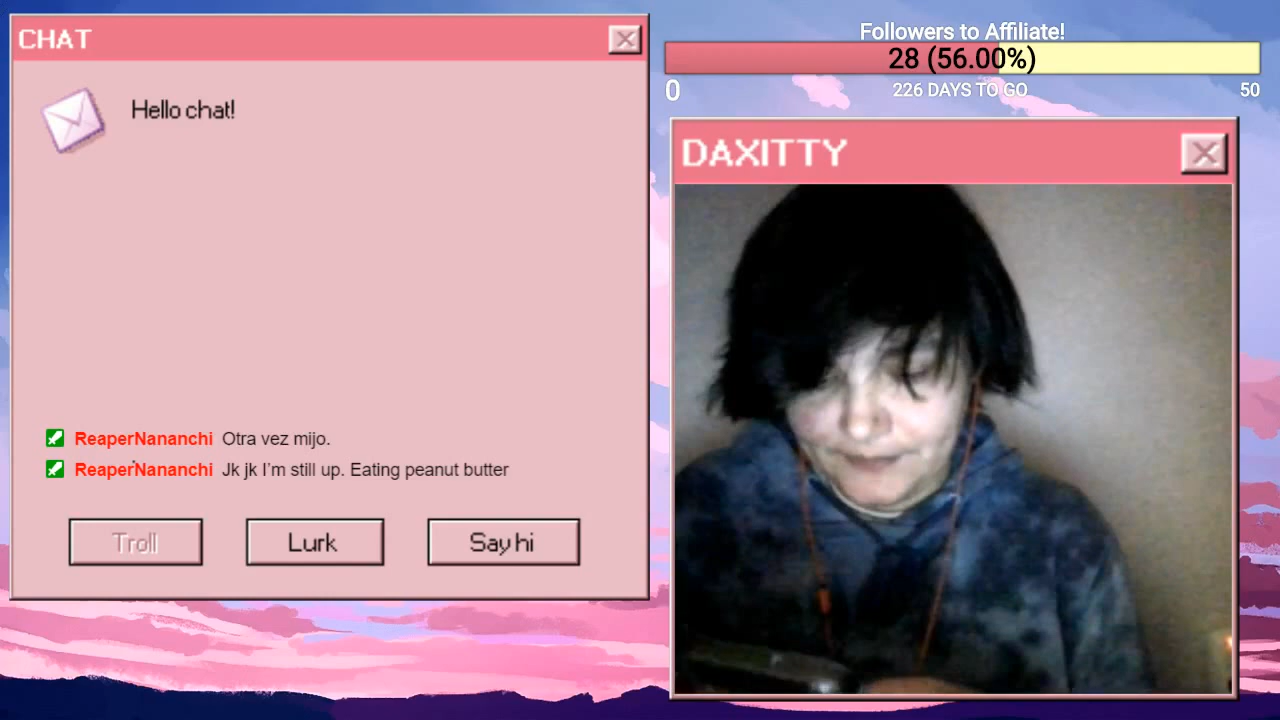 CHAT
Hello chat!
ReaperNananchi Otra vez mijo.
ReaperNananchi Jk jk I'm still up. Eating peanut butter
Troll
Lurk
Say hi
Followers to Affiliate!
28 (56.00%)
0
226 DAYS TO GO
50
DAXITTY